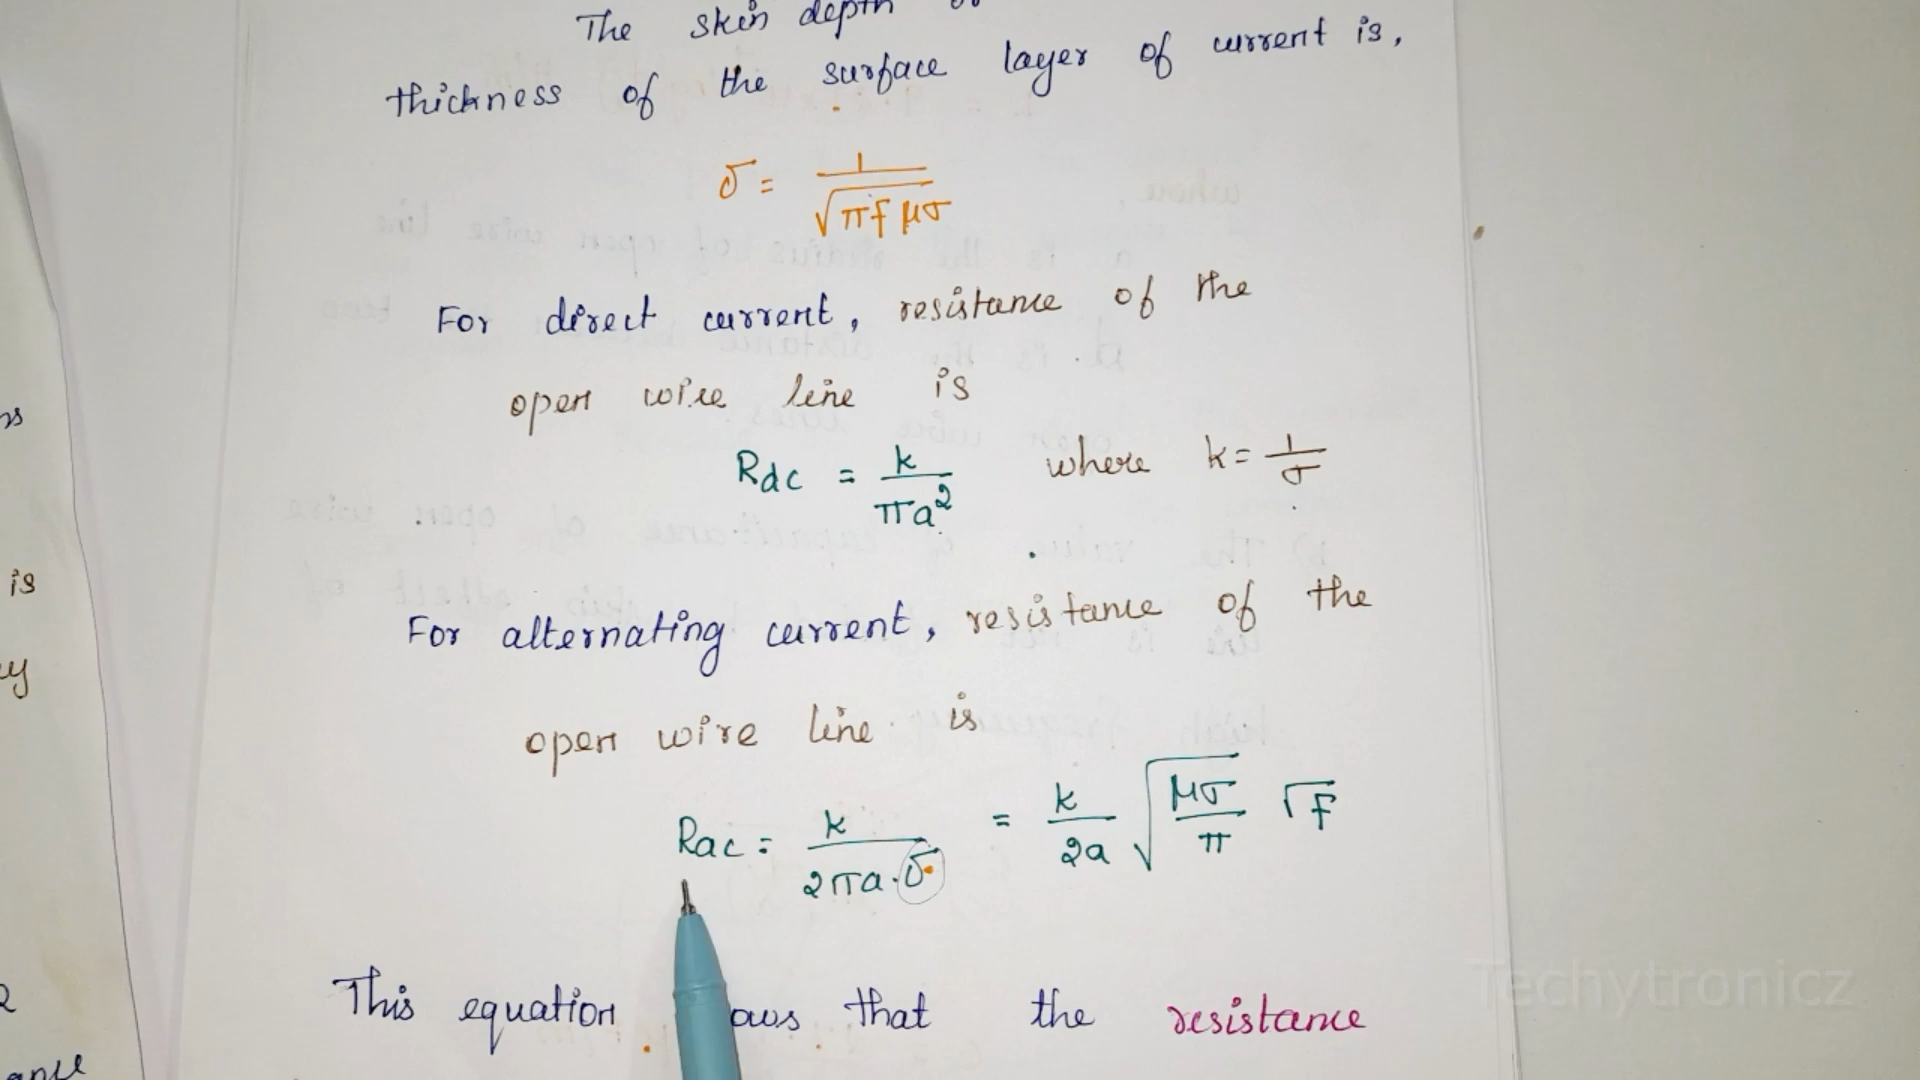 The skin depth
thickness of the surface layer of current is,
δ = 1/√(πfμσ)
For direct current, resistance of the
open wire line is
Rdc = k/πa² where k = 1/σ
For alternating current, resistance of the
open wire line is
Rac = k/(2πa·δ) = k/2a √(μσ/π) √f
This equation that the resistance
is
Techytronicz